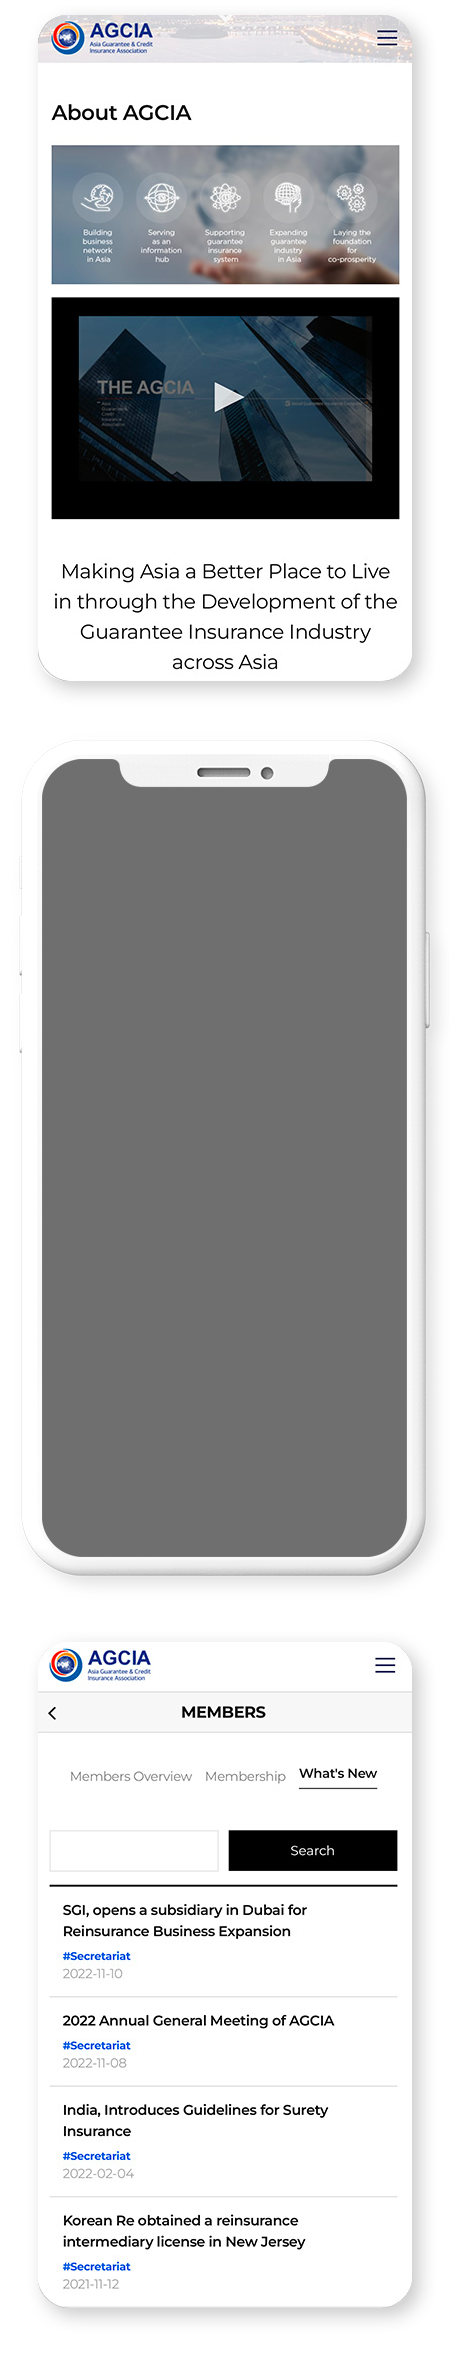 AGCIA
Asia Guarantee & Credit
Insurance Association
About AGCIA
Building
business
network
in Asia
Serving
as an
information
hub
Supporting
guarantee
insurance
system
Expanding
guarantee
industry
in Asia
Laying the
foundation
for
co-prosperity
THE AGCIA
Asia
Guarantee &
Credit
Insurance
Association
Making Asia a Better Place to Live
in through the Development of the
Guarantee Insurance Industry
across Asia
AGCIA
Asia Guarantee & Credit
Insurance Association
MEMBERS
Members Overview Membership What's New
Search
SGI, opens a subsidiary in Dubai for
Reinsurance Business Expansion
#Secretariat
2022-11-10
2022 Annual General Meeting of AGCIA
#Secretariat
2022-11-08
India, Introduces Guidelines for Surety
Insurance
#Secretariat
2022-02-04
Korean Re obtained a reinsurance
intermediary license in New Jersey
#Secretariat
2021-11-12